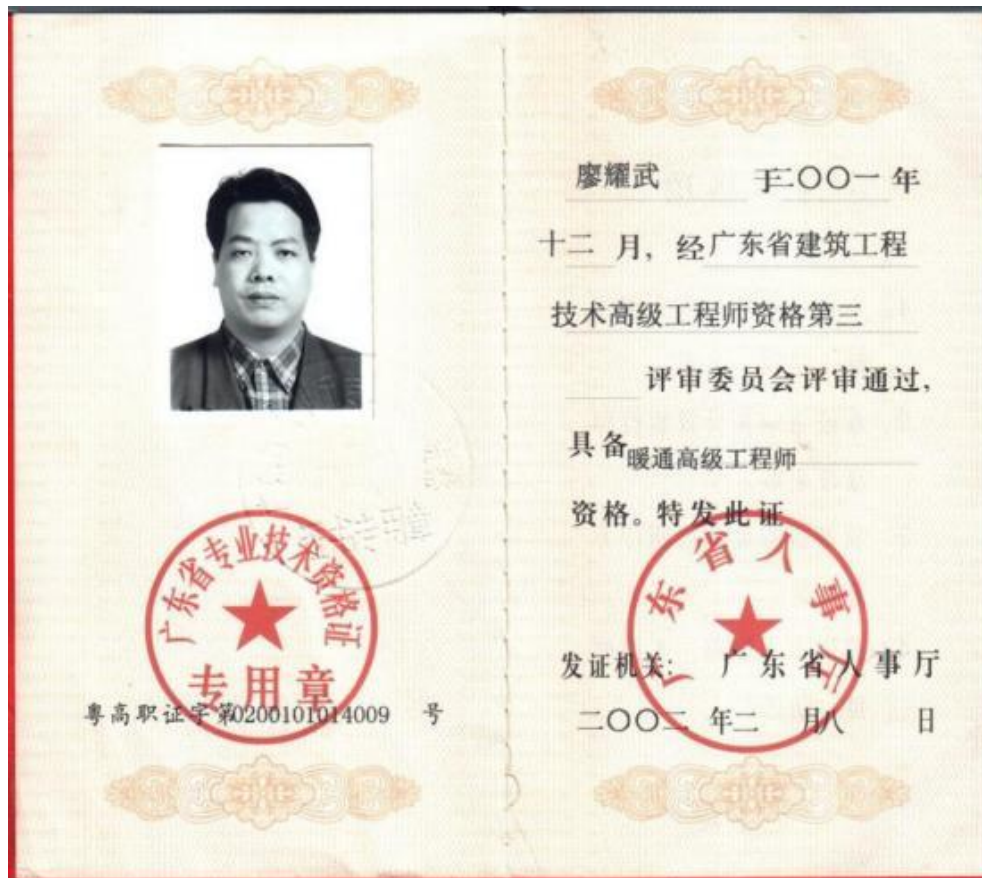 广东省专业技术资格证
专用章
粤高职证字第0200101014009 号
廖耀武 于二〇〇一年
十二月，经广东省建筑工程
技术高级工程师资格第三
评审委员会评审通过，
具备暖通高级工程师
资格。特发此证
广东省人事厅
发证机关： 广东省人事厅
二〇〇二 年二 月八 日